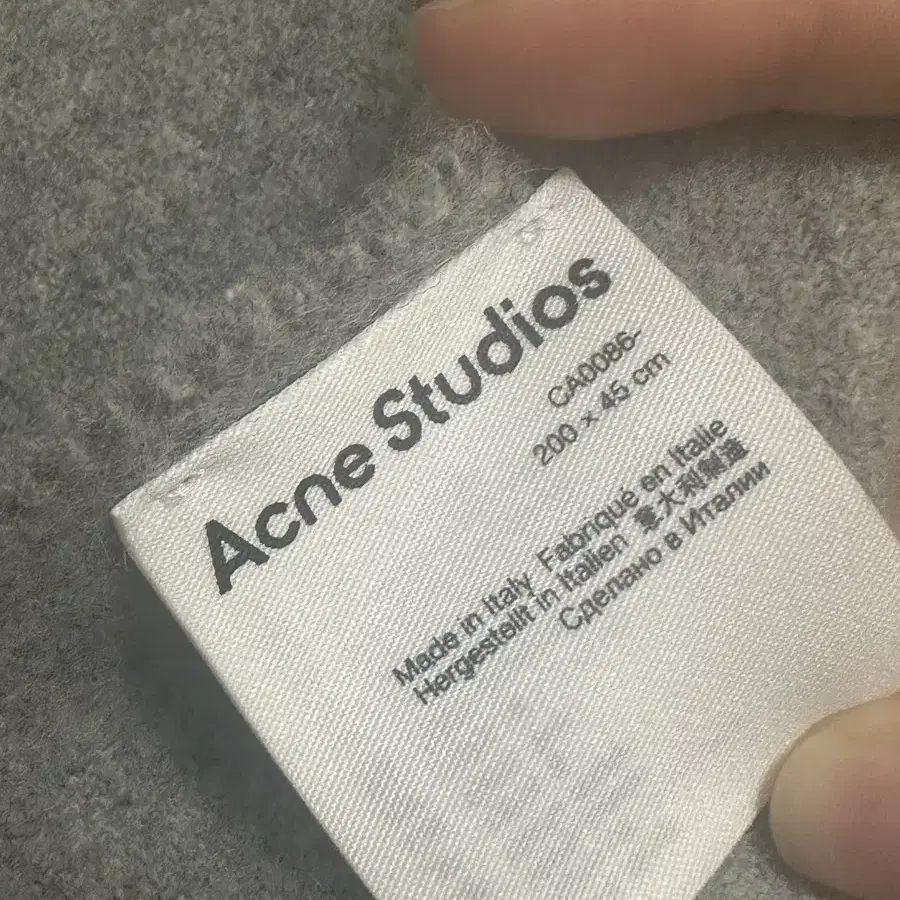 Acne Studios
CA0086-
200 × 45 cm
Made in Italy Fabriqué en Italie
Hergestellt in Italien 意大利制造
Сделано в Италии